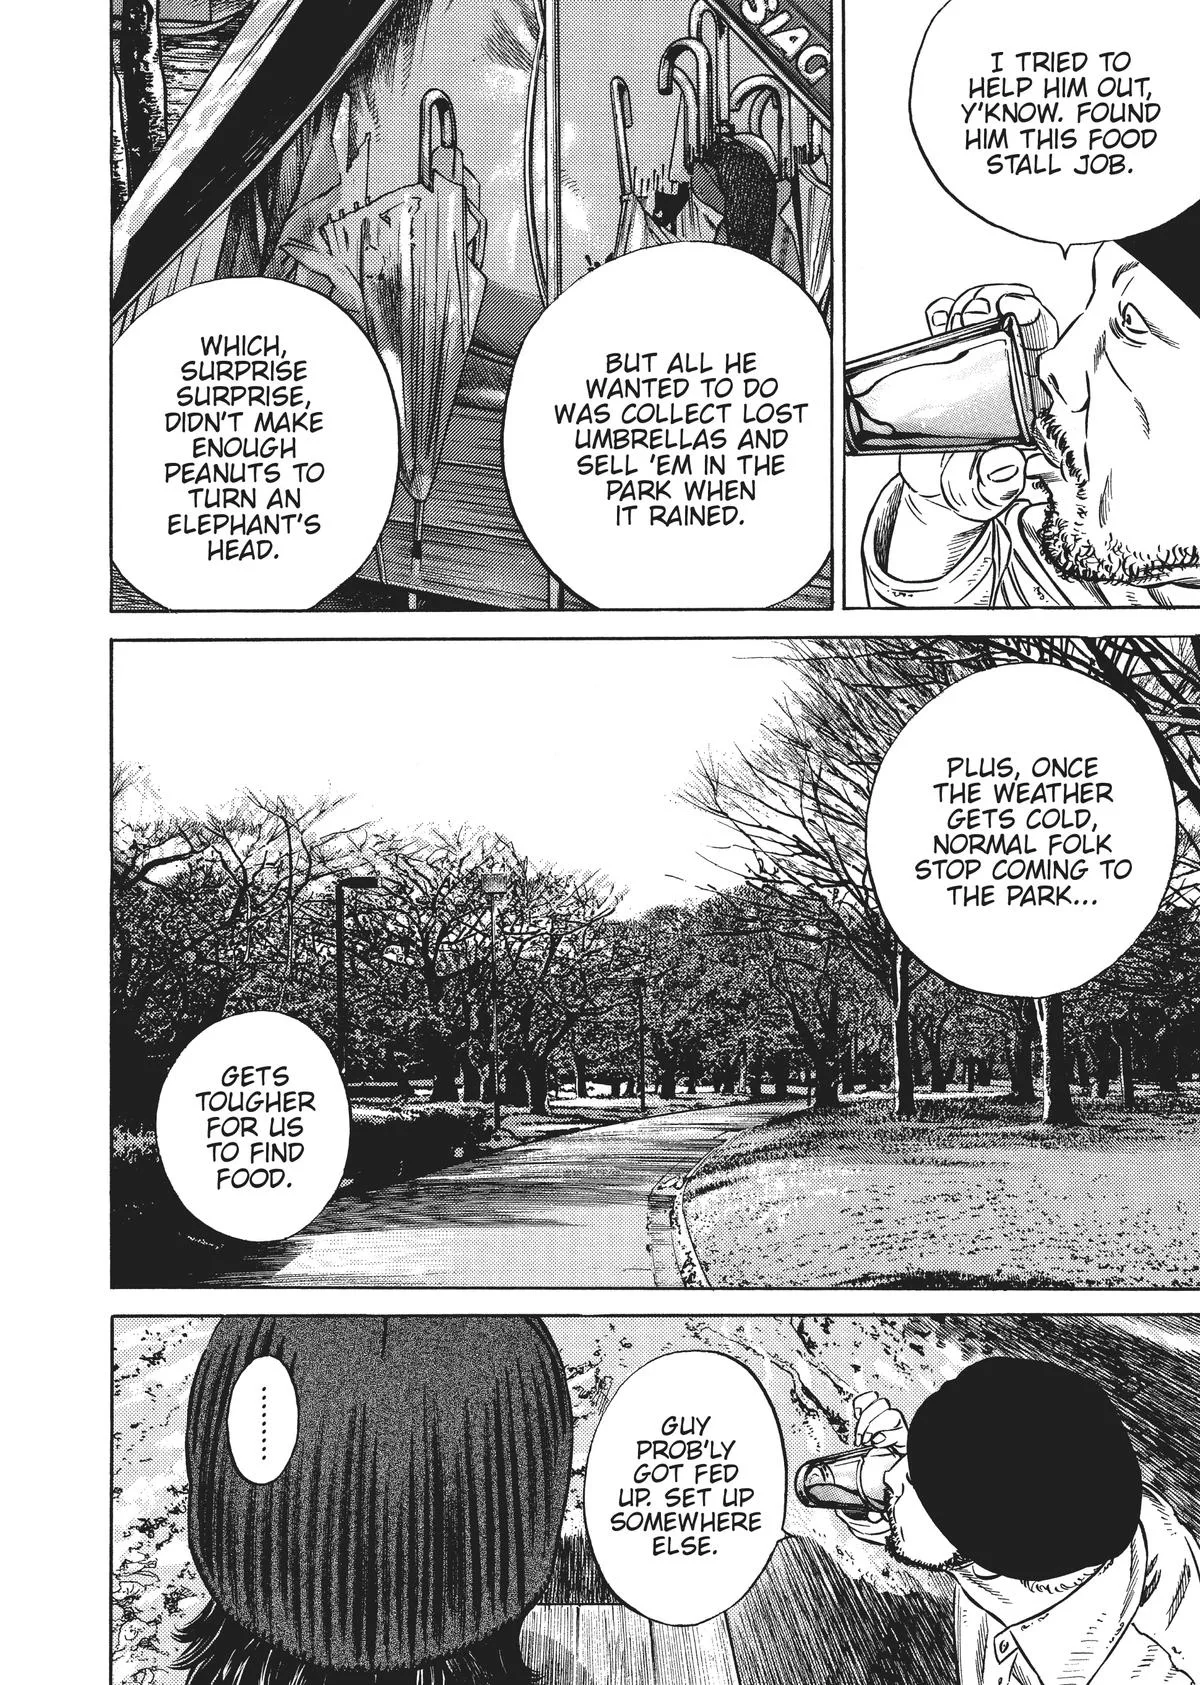 I TRIED TO
HELP HIM OUT,
Y'KNOW. FOUND
HIM THIS FOOD
STALL JOB.
SIAC
BUT ALL HE
WANTED TO DO
WAS COLLECT LOST
UMBRELLAS AND
SELL 'EM IN THE
PARK WHEN
IT RAINED.
WHICH,
SURPRISE
SURPRISE,
DIDN'T MAKE
ENOUGH
PEANUTS TO
TURN AN
ELEPHANT'S
HEAD.
PLUS, ONCE
THE WEATHER
GETS COLD,
NORMAL FOLK
STOP COMING TO
THE PARK...
GETS
TOUGHER
FOR US
TO FIND
FOOD.
GUY
PROB'LY
GOT FED
UP. SET UP
SOMEWHERE
ELSE.
........